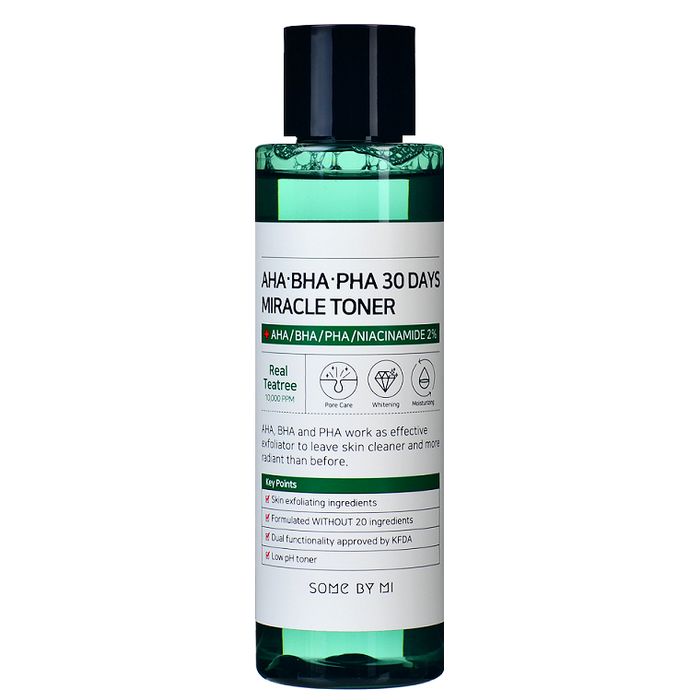 AHA·BHA·PHA 30 DAYS
MIRACLE TONER
+ AHA/BHA/PHA/NIACINAMIDE 2%
Real
Teatree
10,000 PPM
Pore Care
Whitening
Moisturizing
AHA, BHA and PHA work as effective
exfoliator to leave skin cleaner and more
radiant than before.
Key Points
Skin exfoliating ingredients
Formulated WITHOUT 20 ingredients
Dual functionality approved by KFDA
Low pH toner
SOME BY MI